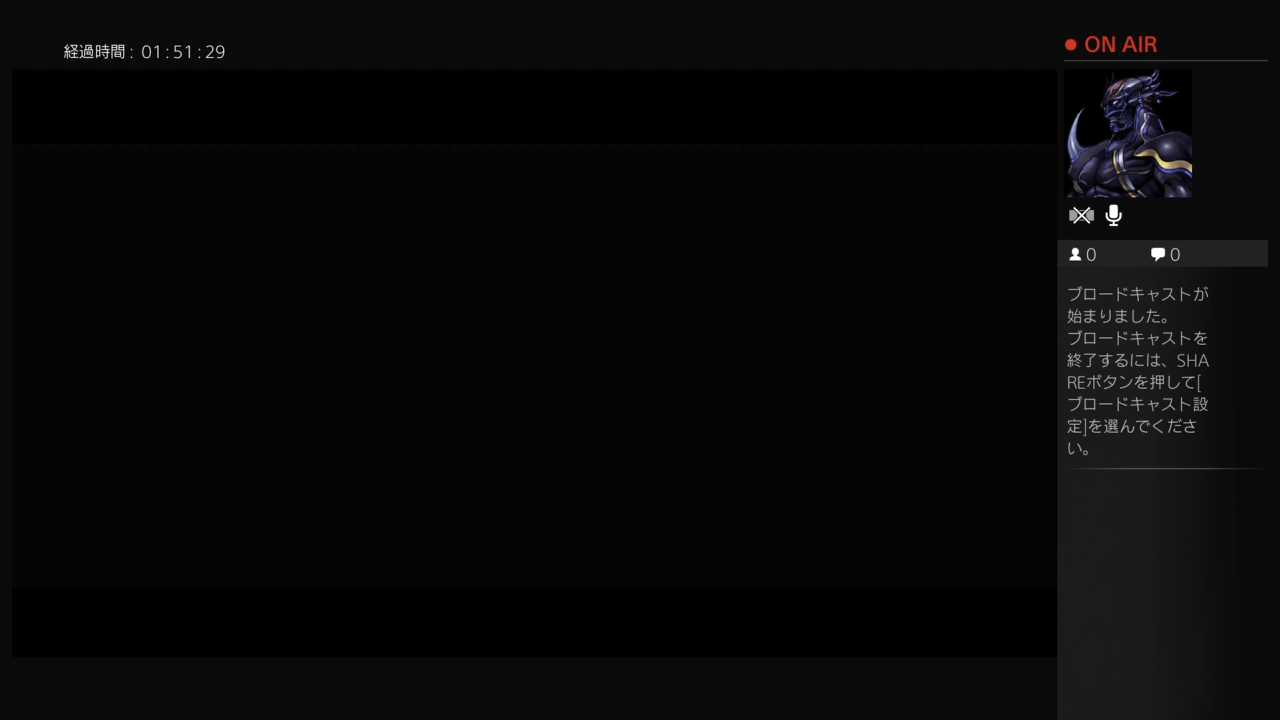 経過時間 : 01:51:29
ON AIR
0
0
ブロードキャストが
始まりました。
ブロードキャストを
終了するには、SHA
REボタンを押して[
ブロードキャスト設
定]を選んでくださ
い。